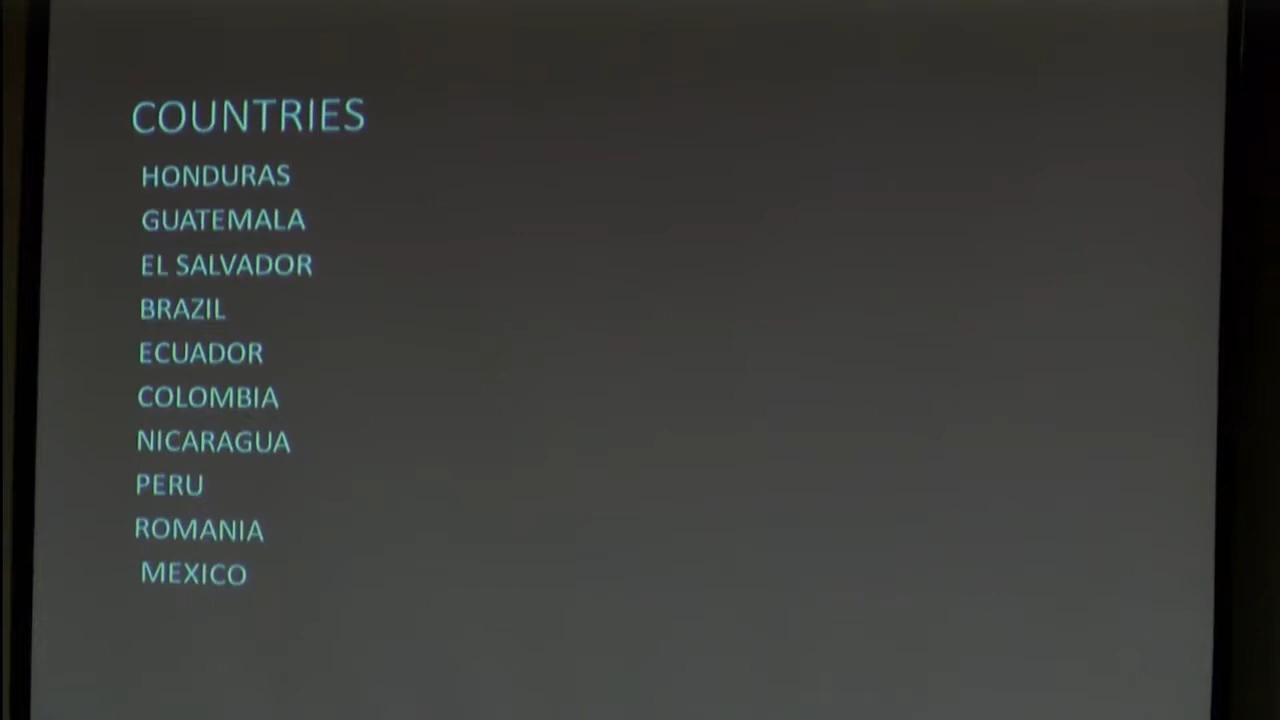 COUNTRIES
HONDURAS
GUATEMALA
EL SALVADOR
BRAZIL
ECUADOR
COLOMBIA
NICARAGUA
PERU
ROMANIA
MEXICO